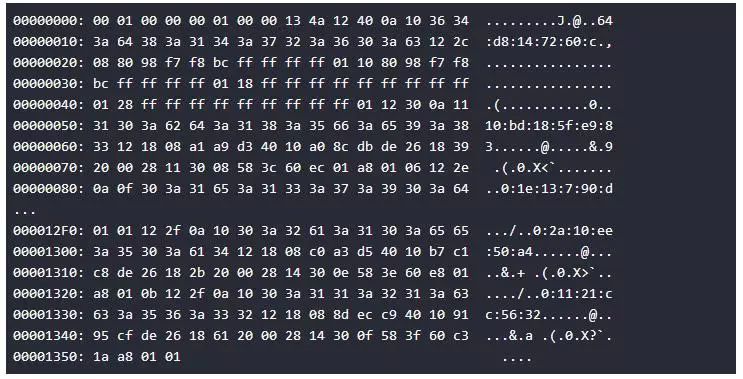 00000000: 00 01 00 00 00 01 00 00 13 4a 12 40 0a 10 36 34 .........J.@..64
00000010: 3a 64 38 3a 31 34 3a 37 32 3a 36 30 3a 63 12 2c :d8:14:72:60:c.,
00000020: 08 80 98 f7 f8 bc ff ff ff ff 01 10 80 98 f7 f8 ................
00000030: bc ff ff ff ff 01 18 ff ff ff ff ff ff ff ff ff ................
00000040: 01 28 ff ff ff ff ff ff ff ff ff 01 12 30 0a 11 .(...........0..
00000050: 31 30 3a 62 64 3a 31 38 3a 35 66 3a 65 39 3a 38 10:bd:18:5f:e9:8
00000060: 33 12 18 08 a1 a9 d3 40 10 a0 8c db de 26 18 39 3......@.....&.9
00000070: 20 00 28 11 30 08 58 3c 60 ec 01 a8 01 06 12 2e .(.0.X<`.......
00000080: 0a 0f 30 3a 31 65 3a 31 33 3a 37 3a 39 30 3a 64 ..0:1e:13:7:90:d
...
000012F0: 01 01 12 2f 0a 10 30 3a 32 61 3a 31 30 3a 65 65 .../..0:2a:10:ee
00001300: 3a 35 30 3a 61 34 12 18 08 c0 a3 d5 40 10 b7 c1 :50:a4......@...
00001310: c8 de 26 18 2b 20 00 28 14 30 0e 58 3e 60 e8 01 ..&.+ .(.0.X>`..
00001320: a8 01 0b 12 2f 0a 10 30 3a 31 31 3a 32 31 3a 63 ..../..0:11:21:c
00001330: 63 3a 35 36 3a 33 32 12 18 08 8d ec c9 40 10 91 c:56:32......@..
00001340: 95 cf de 26 18 61 20 00 28 14 30 0f 58 3f 60 c3 ...&.a .(.0.X?`.
00001350: 1a a8 01 01 ....